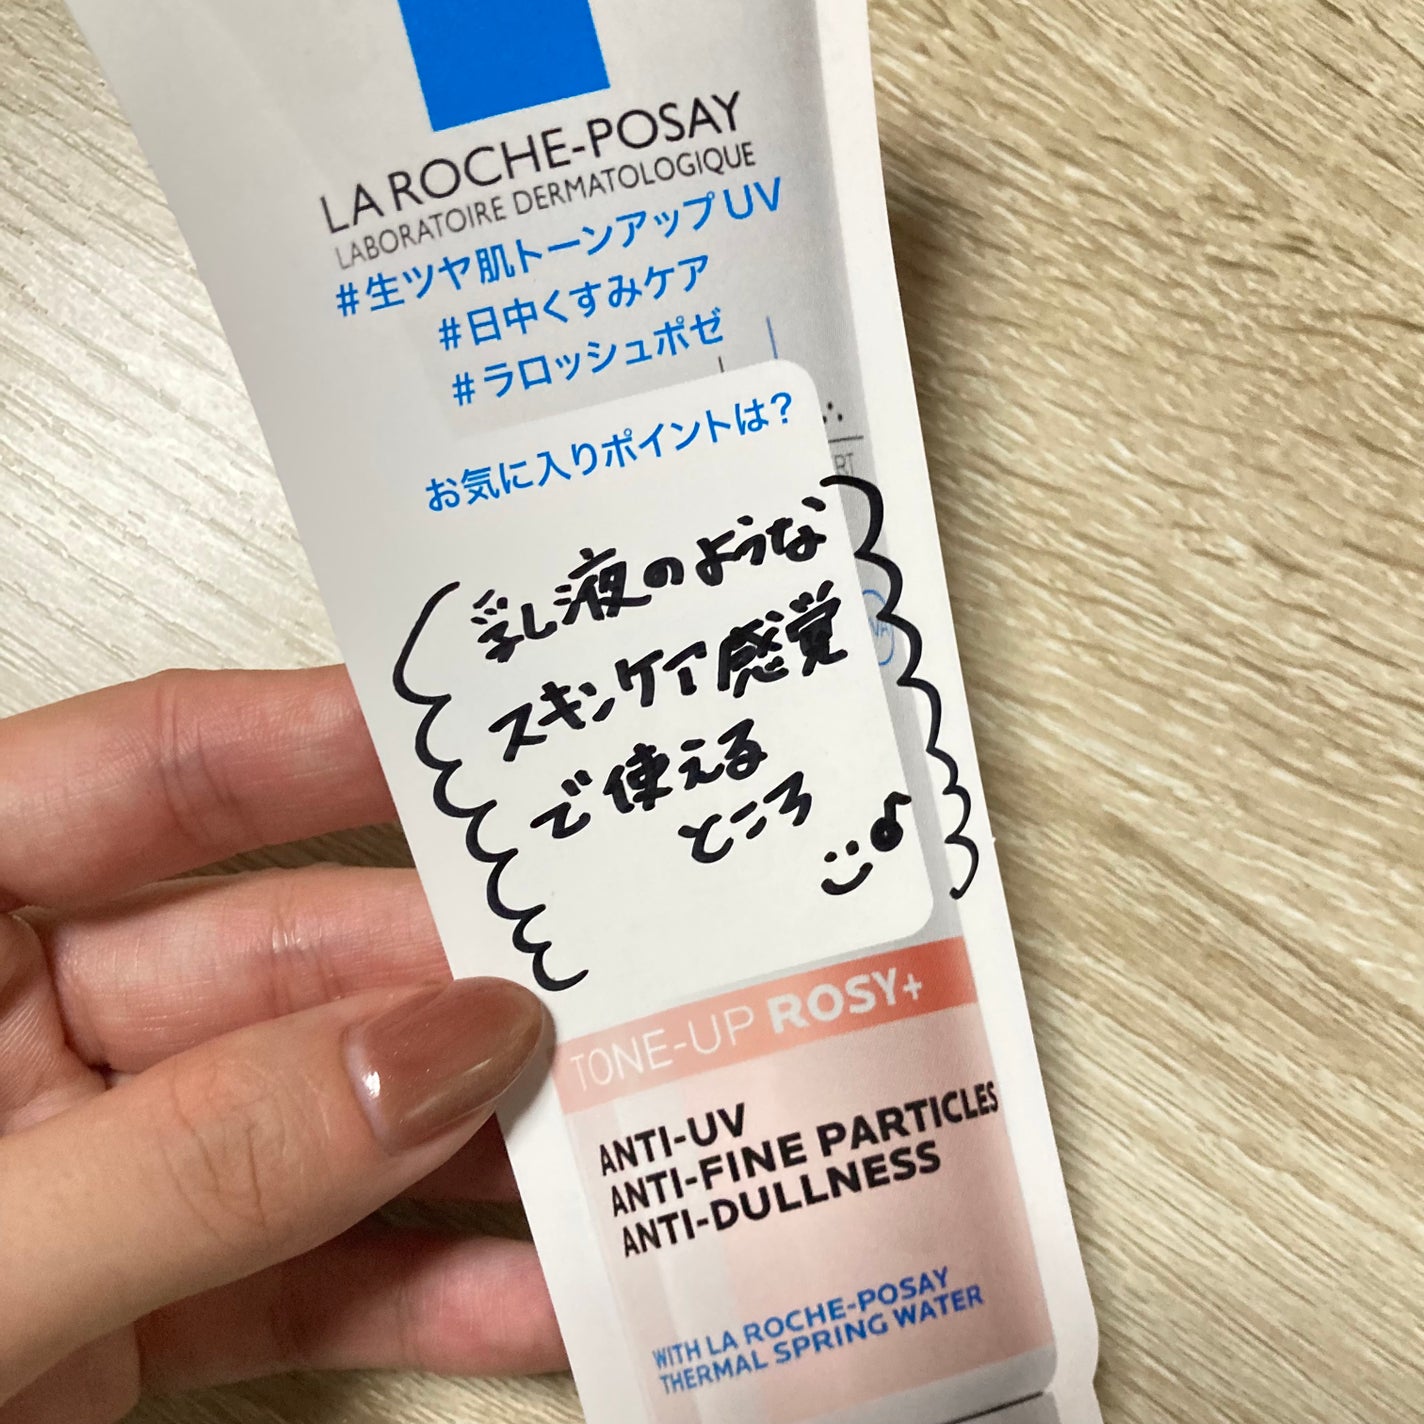 LA ROCHE-POSAY
LABORATOIRE DERMATOLOGIQUE
#生ツヤ肌トーンアップUV
#日中くすみケア
#ラロッシュポゼ
お気に入りポイントは?
乳液のような
スキンケア感覚
で使える
ところ
TONE-UP ROSY+
ANTI-UV
ANTI-FINE PARTICLES
ANTI-DULLNESS
WITH LA ROCHE-POSAY
THERMAL SPRING WATER